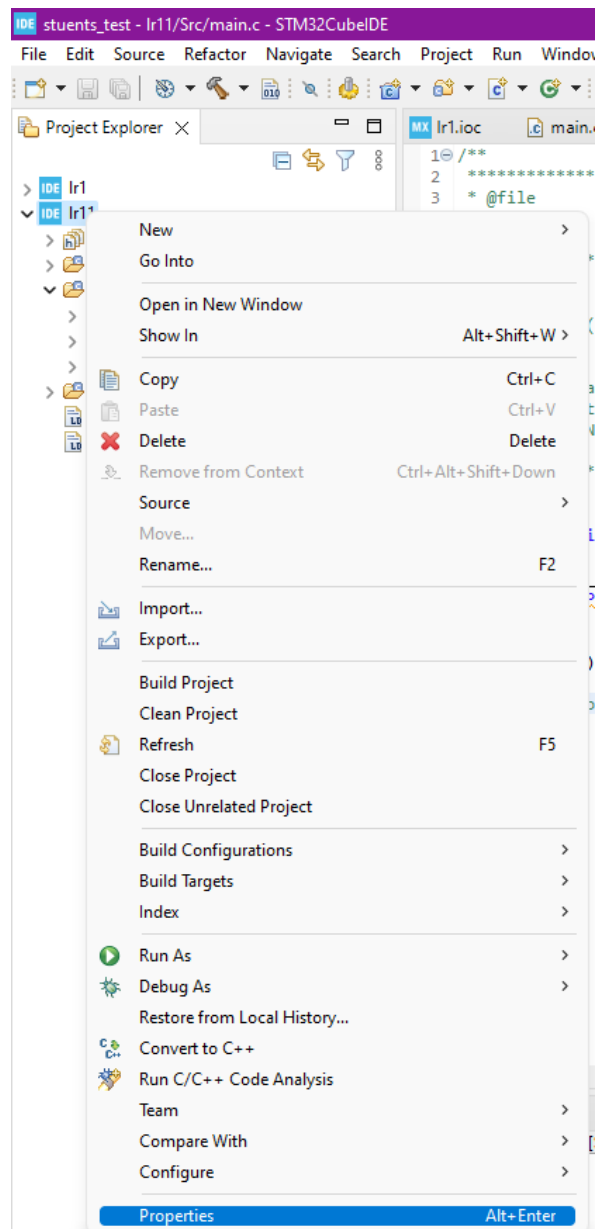 IDE stuents_test - lr11/Src/main.c - STM32CubeIDE
File Edit Source Refactor Navigate Search Project Run Window
Project Explorer
MX lr1.ioc
.c main.
1 /**
2 *************
3 * @file
IDE lr1
IDE lr11
New
Go Into
Open in New Window
Show In Alt+Shift+W >
Copy Ctrl+C
Paste Ctrl+V
Delete Delete
Remove from Context Ctrl+Alt+Shift+Down
Source
Move...
Rename... F2
Import...
Export...
Build Project
Clean Project
Refresh F5
Close Project
Close Unrelated Project
Build Configurations
Build Targets
Index
Run As
Debug As
Restore from Local History...
Convert to C++
Run C/C++ Code Analysis
Team
Compare With
Configure
Properties Alt+Enter